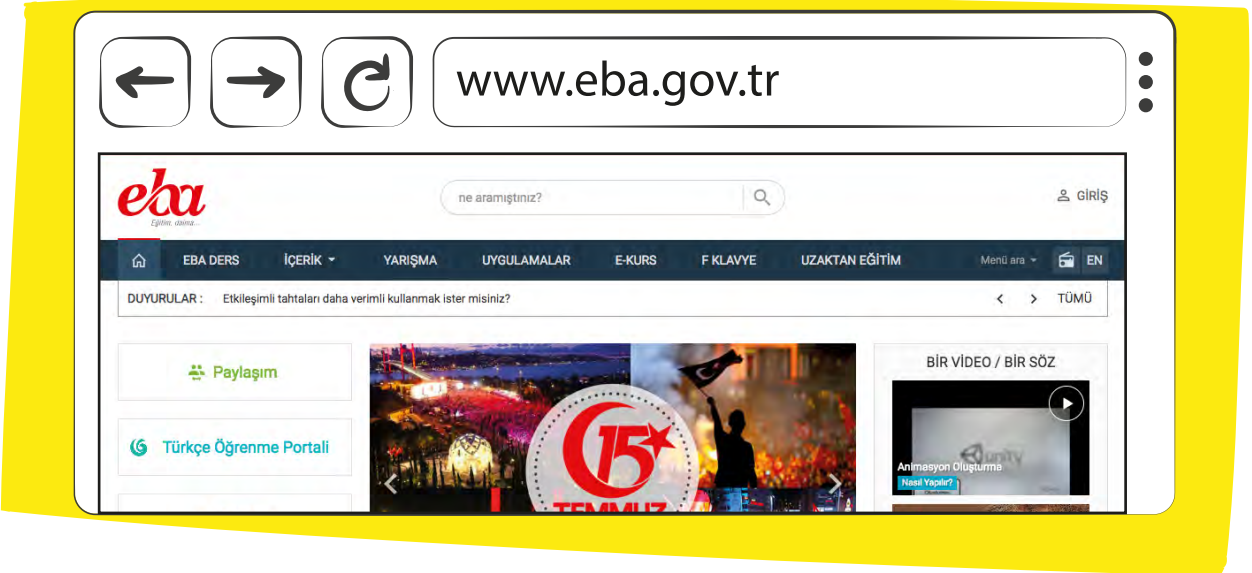 www.eba.gov.tr
eba
Eğitim, daima...
ne aramıştınız?
GİRİŞ
EBA DERS İÇERİK YARIŞMA UYGULAMALAR E-KURS F KLAVYE UZAKTAN EĞİTİM Menü ara EN
DUYURULAR : Etkileşimli tahtaları daha verimli kullanmak ister misiniz? TÜMÜ
Paylaşım
Türkçe Öğrenme Portali
15
TEMMUZ
BİR VİDEO / BİR SÖZ
unity
Animasyon Oluşturma
Nasıl Yapılır?